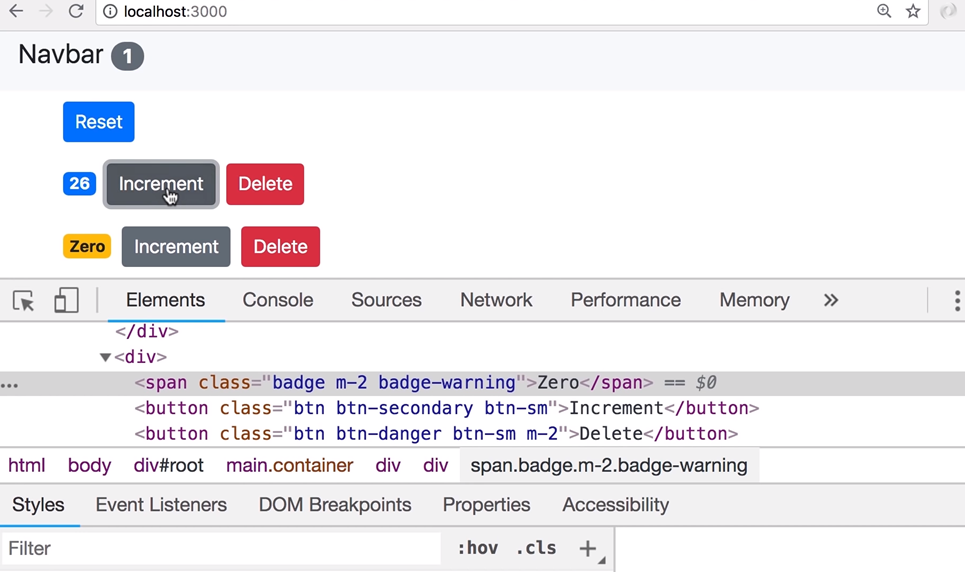 localhost:3000
Navbar 1
Reset
26 Increment Delete
Zero Increment Delete
Elements Console Sources Network Performance Memory »
</div>
▼<div>
... <span class="badge m-2 badge-warning">Zero</span> == $0
<button class="btn btn-secondary btn-sm">Increment</button>
<button class="btn btn-danger btn-sm m-2">Delete</button>
html body div#root main.container div div span.badge.m-2.badge-warning
Styles Event Listeners DOM Breakpoints Properties Accessibility
Filter :hov .cls +